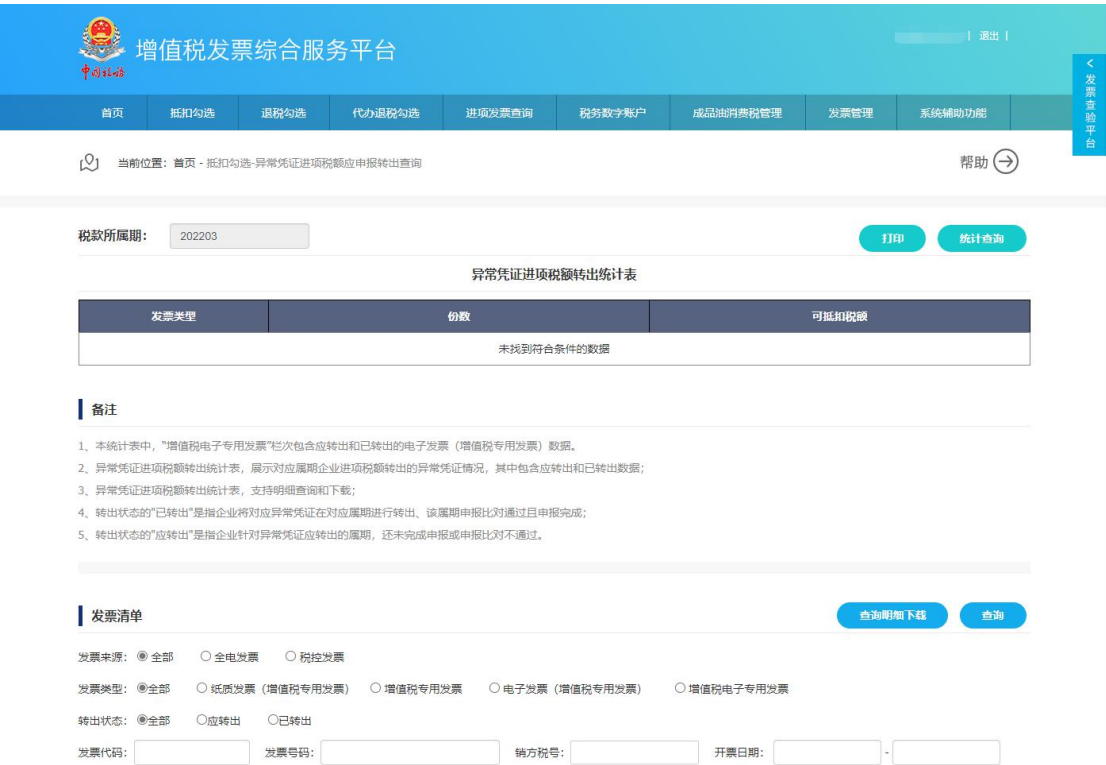 中国税务
增值税发票综合服务平台
| 退出 |
< 发票查验平台
首页 抵扣勾选 退税勾选 代办退税勾选 进项发票查询 税务数字账户 成品油消费税管理 发票管理 系统辅助功能
当前位置：首页 - 抵扣勾选-异常凭证进项税额应申报转出查询
帮助
税款所属期： 202203 打印 统计查询
异常凭证进项税额转出统计表
发票类型 份数 可抵扣税额
未找到符合条件的数据
备注
1、本统计表中，"增值税电子专用发票"栏次包含应转出和已转出的电子发票（增值税专用发票）数据。
2、异常凭证进项税额转出统计表，展示对应属期企业进项税额转出的异常凭证情况，其中包含应转出和已转出数据；
3、异常凭证进项税额转出统计表，支持明细查询和下载；
4、转出状态的"已转出"是指企业将对应异常凭证在对应属期进行转出、该属期申报比对通过且申报完成；
5、转出状态的"应转出"是指企业针对异常凭证应转出的属期，还未完成申报或申报比对不通过。
发票清单 查询明细下载 查询
发票来源： 全部 全电发票 税控发票
发票类型： 全部 纸质发票（增值税专用发票） 增值税专用发票 电子发票（增值税专用发票） 增值税电子专用发票
转出状态： 全部 应转出 已转出
发票代码： 发票号码： 销方税号： 开票日期： -